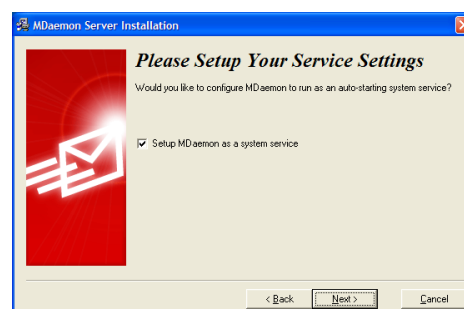 MDaemon Server Installation
Please Setup Your Service Settings
Would you like to configure MDaemon to run as an auto-starting system service?
Setup MDaemon as a system service
< Back
Next >
Cancel